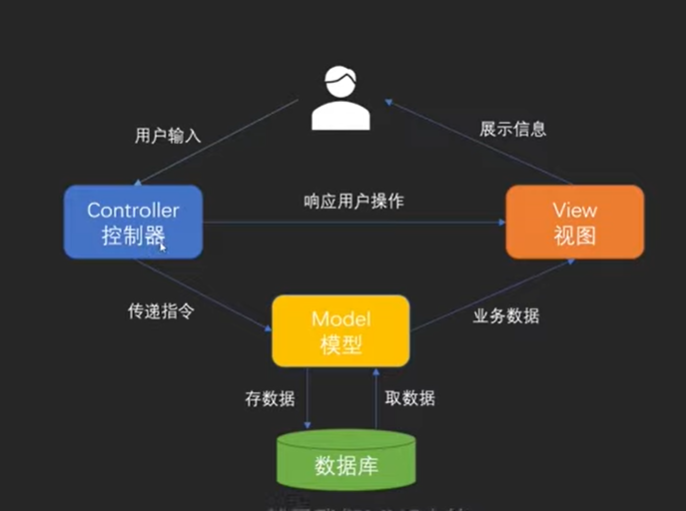 用户输入
展示信息
Controller
控制器
响应用户操作
View
视图
传递指令
Model
模型
业务数据
存数据
取数据
数据库